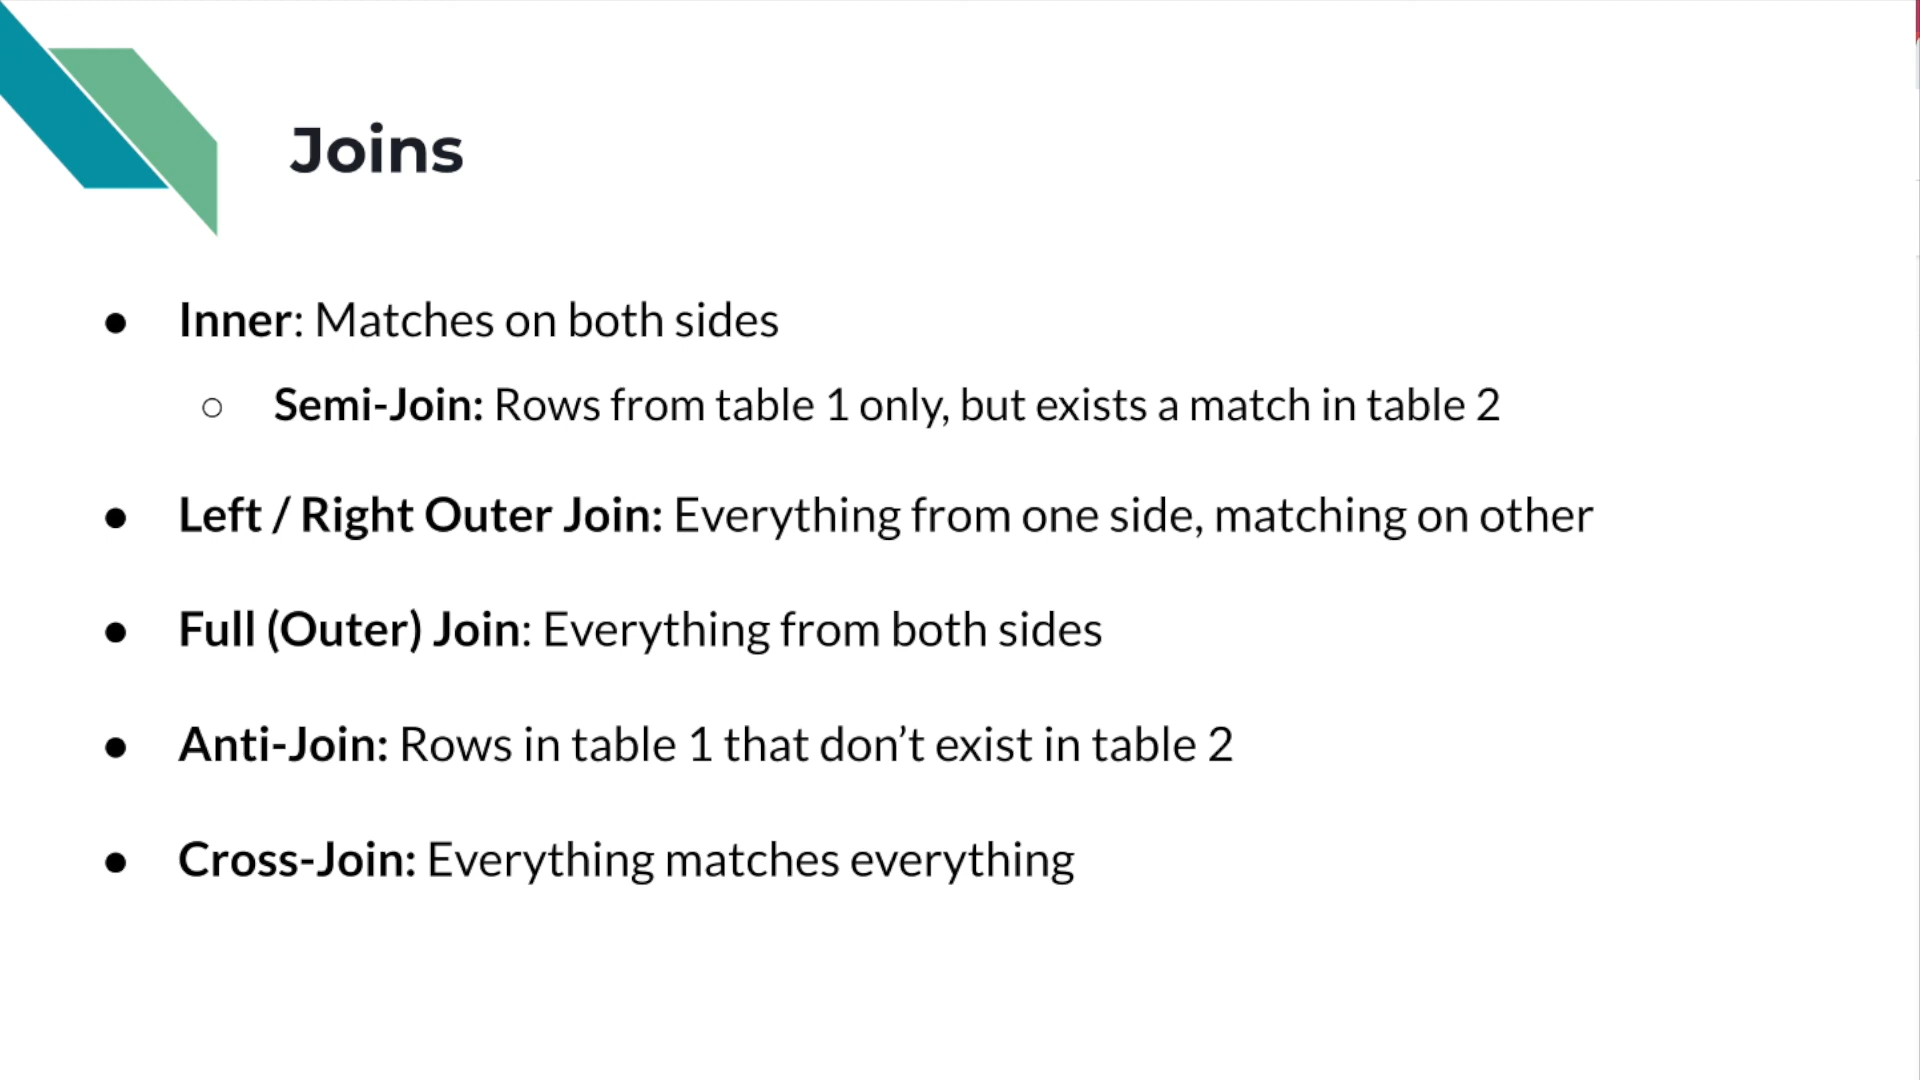 Joins
● Inner: Matches on both sides
○ Semi-Join: Rows from table 1 only, but exists a match in table 2
● Left / Right Outer Join: Everything from one side, matching on other
● Full (Outer) Join: Everything from both sides
● Anti-Join: Rows in table 1 that don’t exist in table 2
● Cross-Join: Everything matches everything